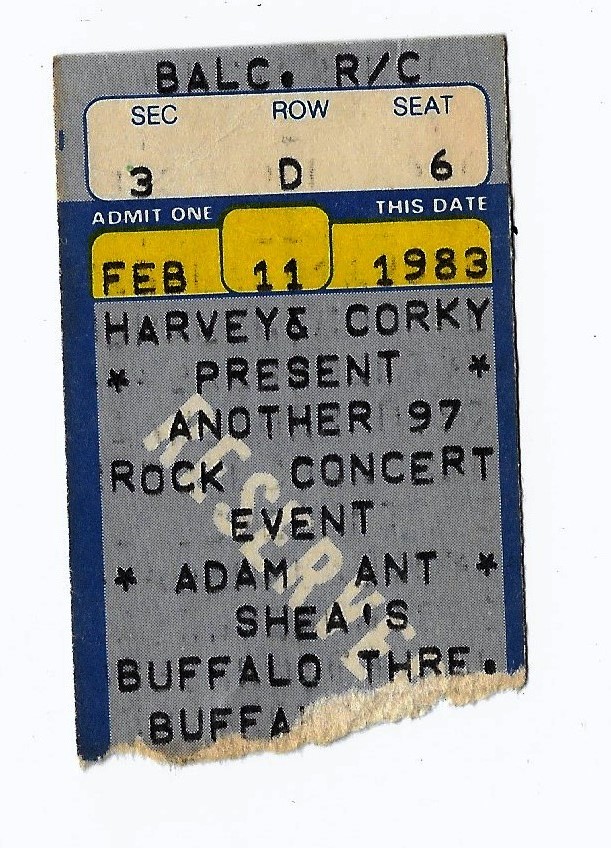 BALC. R/C
SEC ROW SEAT
3 D 6
ADMIT ONE THIS DATE
FEB 11 1983
HARVEY& CORKY
* PRESENT *
ANOTHER 97
ROCK CONCERT
EVENT
* ADAM ANT *
SHEA'S
BUFFALO THRE.
BUFFA
RESERVE